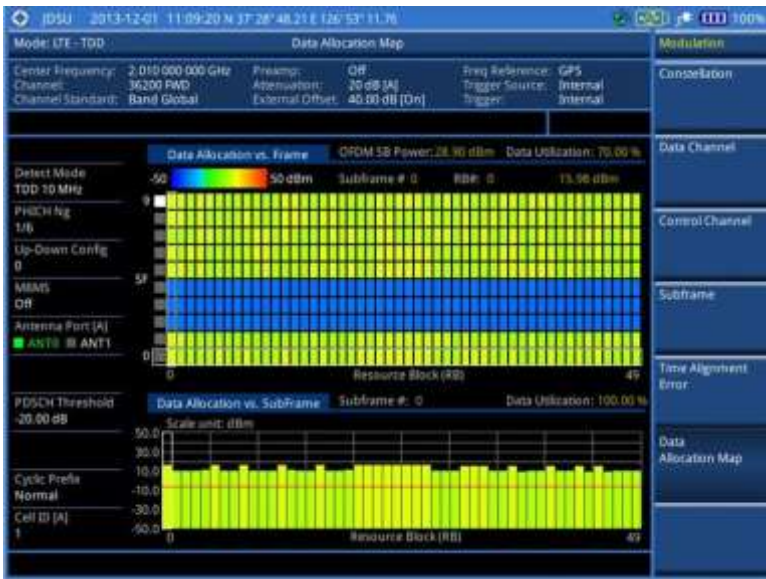 JDSU 2013-12-01 11:09:20 N 37°28'48.21 E 126°53'11.76 100%
Mode: LTE - TDD Data Allocation Map Modulation
Center Frequency: 2.010 000 000 GHz Preamp: Off Freq Reference: GPS
Channel: 36200 FWD Attenuation: 20 dB [A] Trigger Source: Internal
Channel Standard: Band Global External Offset: 40.00 dB [On] Trigger: Internal
Constellation
Data Channel
Control Channel
Subframe
Time Alignment
Error
Data
Allocation Map
Detect Mode
TDD 10 MHz
PHICH Ng
1/6
Up-Down Config
0
MBMS
Off
Antenna Port [A]
ANT0 ANT1
PDSCH Threshold
-20.00 dB
Cyclic Prefix
Normal
Cell ID [A]
1
Data Allocation vs. Frame OFDM SB Power: 28.90 dBm Data Utilization: 70.00 %
-50 50 dBm Subframe # 0 RB#: 0 15.98 dBm
9
SF
0
0 Resource Block (RB) 49
Data Allocation vs. SubFrame Subframe #: 0 Data Utilization: 100.00 %
Scale unit: dBm
50.0
30.0
10.0
-10.0
-30.0
-50.0
0 Resource Block (RB) 49